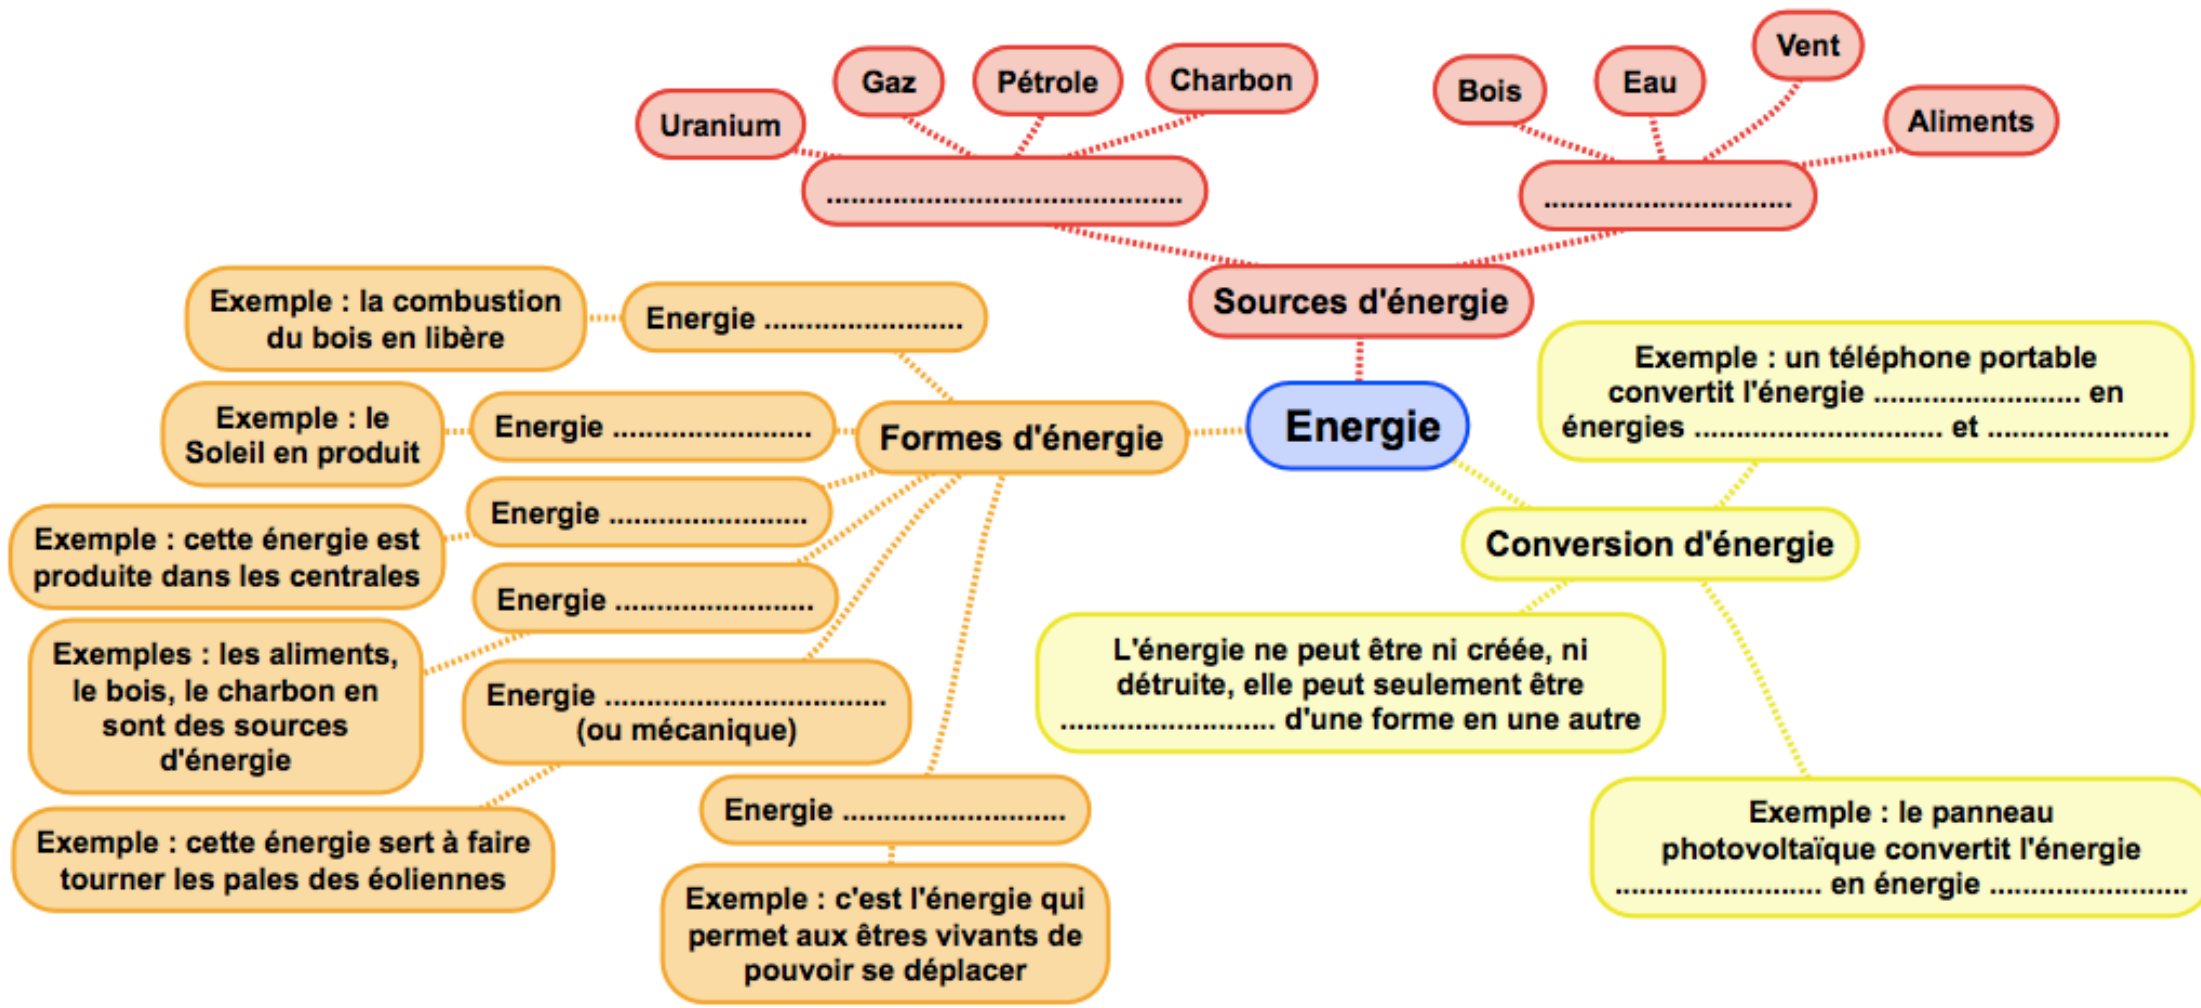 Uranium
Gaz
Pétrole
Charbon
..........................................
Bois
Eau
Vent
Aliments
..............................
Sources d'énergie
Energie
Formes d'énergie
Energie ........................
Exemple : la combustion
du bois en libère
Energie ........................
Exemple : le
Soleil en produit
Energie ........................
Exemple : cette énergie est
produite dans les centrales
Energie ........................
Exemples : les aliments,
le bois, le charbon en
sont des sources
d'énergie
Energie ..................................
(ou mécanique)
Exemple : cette énergie sert à faire
tourner les pales des éoliennes
Energie ...........................
Exemple : c'est l'énergie qui
permet aux êtres vivants de
pouvoir se déplacer
Conversion d'énergie
Exemple : un téléphone portable
convertit l'énergie ......................... en
énergies .............................. et ......................
L'énergie ne peut être ni créée, ni
détruite, elle peut seulement être
.......................... d'une forme en une autre
Exemple : le panneau
photovoltaïque convertit l'énergie
......................... en énergie ........................